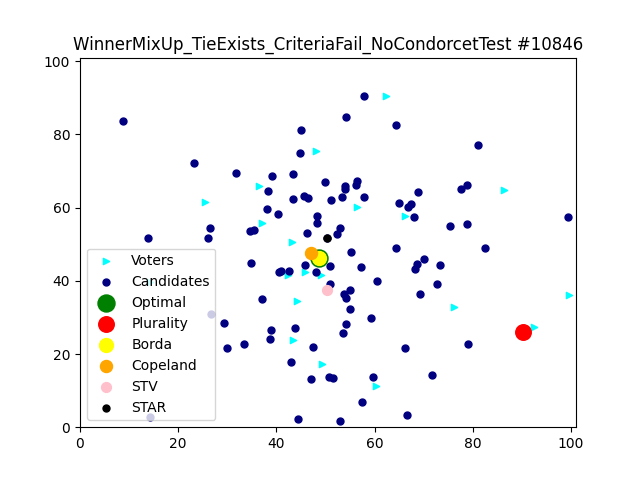 WinnerMixUp_TieExists_CriteriaFail_NoCondorcetTest #10846
100
80
60
40
20
0
Voters
Candidates
Optimal
Plurality
Borda
Copeland
STV
STAR
0 20 40 60 80 100